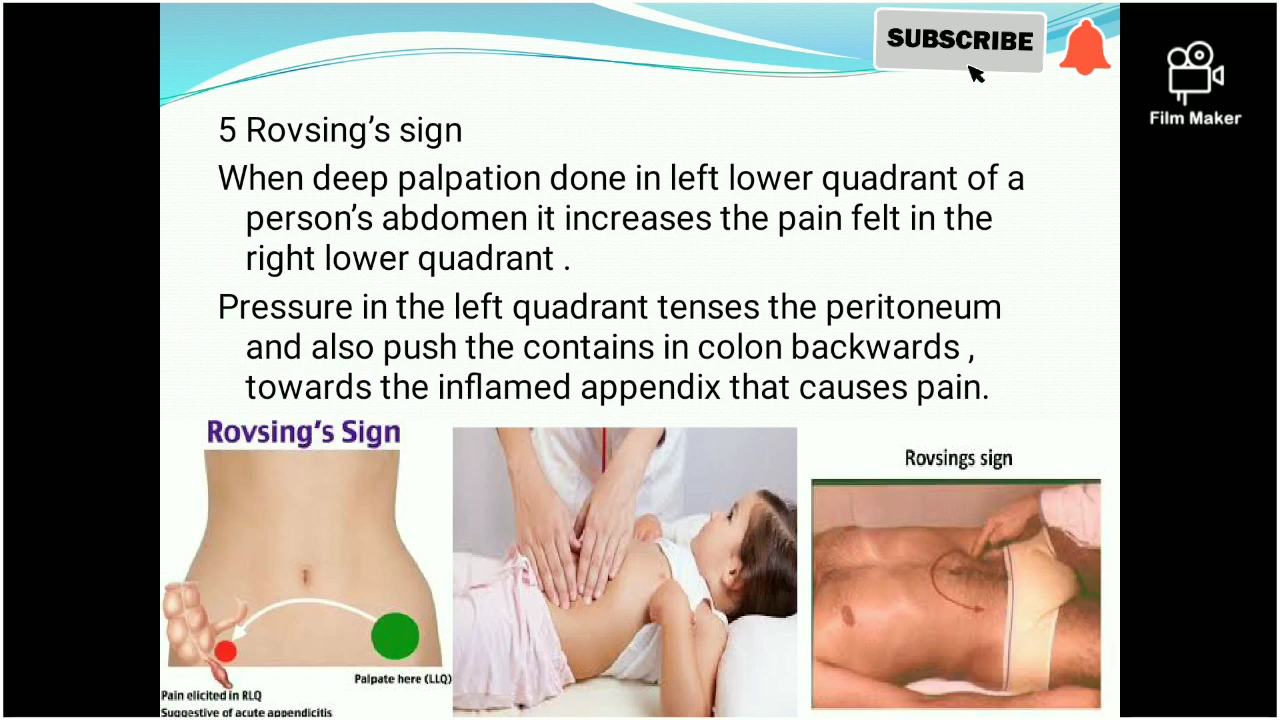 SUBSCRIBE
Film Maker
5 Rovsing’s sign
When deep palpation done in left lower quadrant of a
person’s abdomen it increases the pain felt in the
right lower quadrant .
Pressure in the left quadrant tenses the peritoneum
and also push the contains in colon backwards ,
towards the inflamed appendix that causes pain.
Rovsing’s Sign
Palpate here (LLQ)
Pain elicited in RLQ
Suggestive of acute appendicitis
Rovsings sign